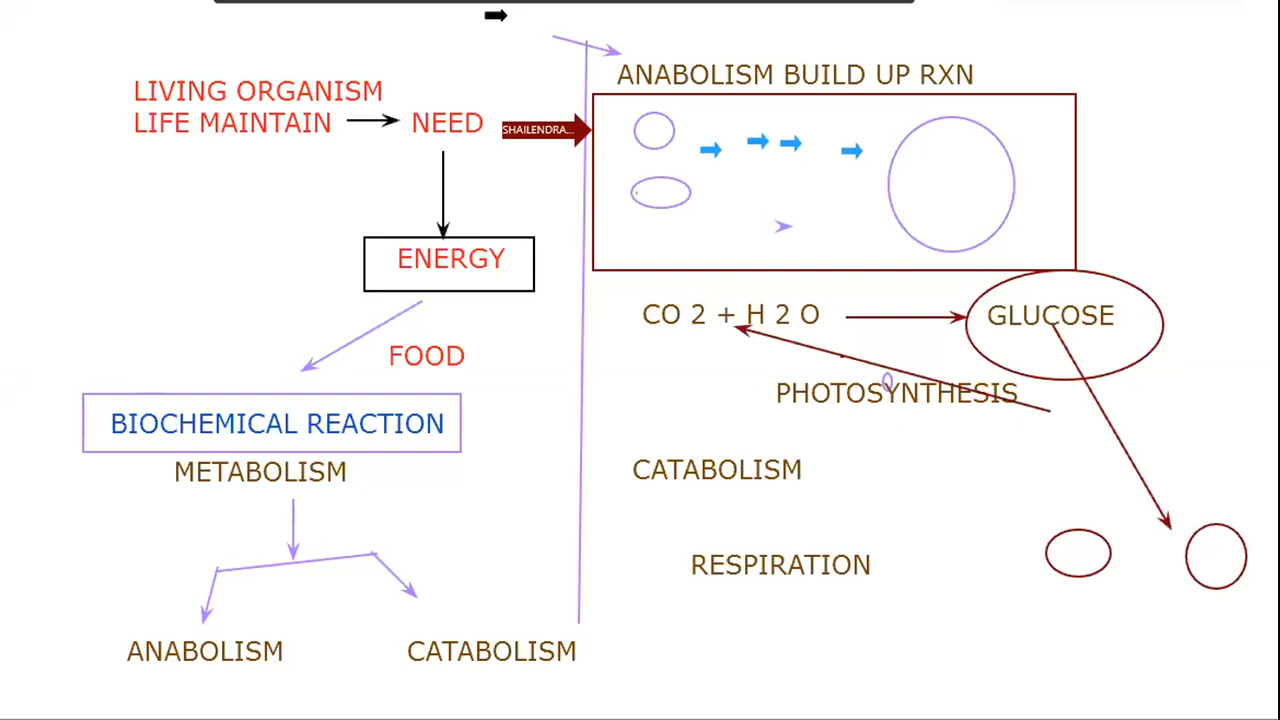 LIVING ORGANISM
LIFE MAINTAIN
NEED
SHAILENDRA...
ENERGY
FOOD
BIOCHEMICAL REACTION
METABOLISM
ANABOLISM
CATABOLISM
ANABOLISM BUILD UP RXN
CO 2 + H 2 O
GLUCOSE
PHOTOSYNTHESIS
CATABOLISM
RESPIRATION